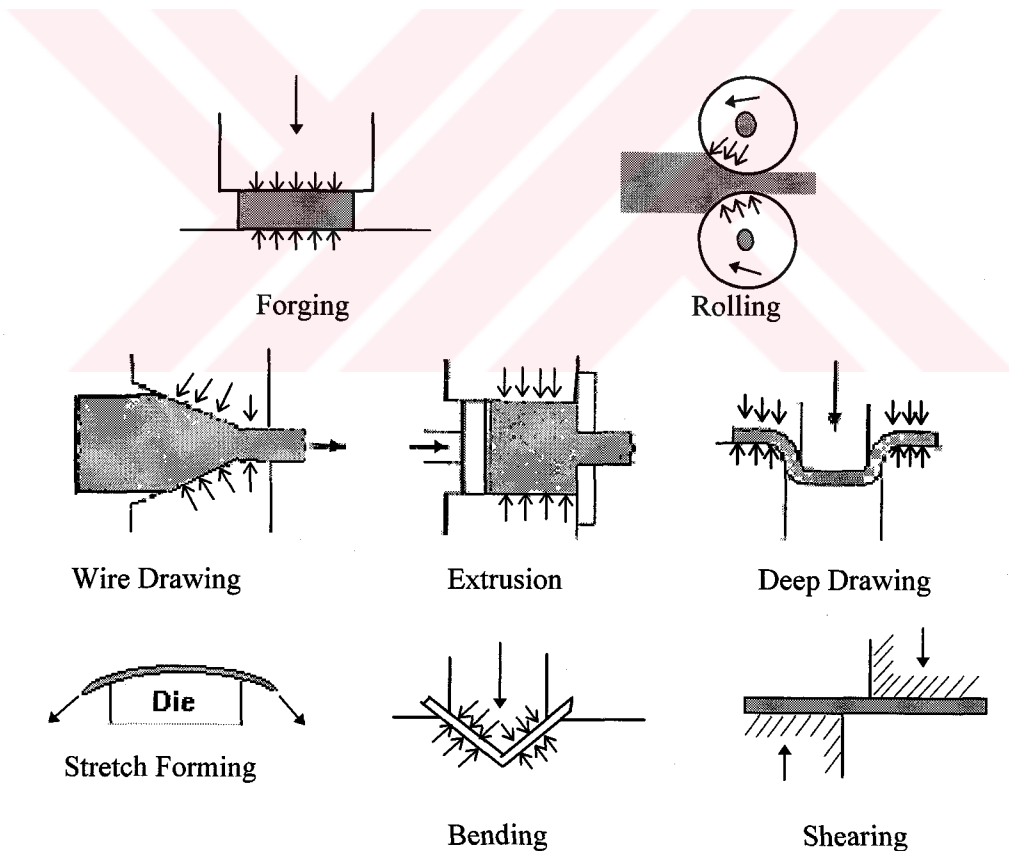 Forging
Rolling
Wire Drawing
Extrusion
Deep Drawing
Die
Stretch Forming
Bending
Shearing